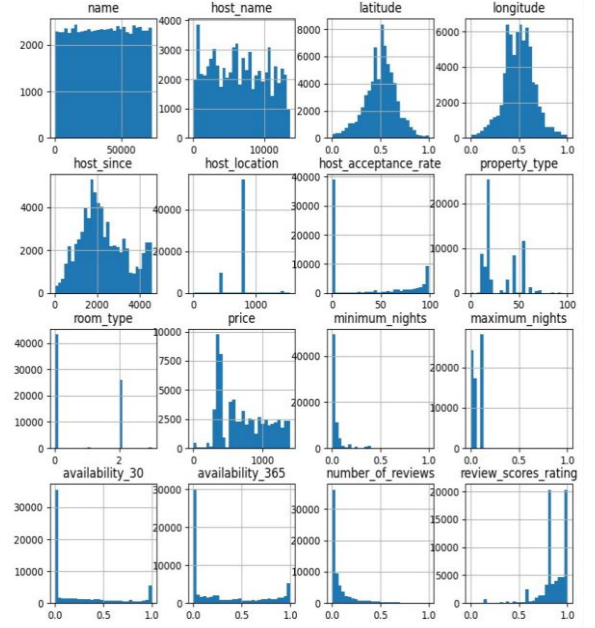 name host_name latitude longitude
2000 1000 0
4000 3000 2000 1000 0
8000 6000 4000 2000 0
6000 4000 2000 0
0 50000 0 10000 0.0 0.5 1.0 0.0 0.5 1.0
host_since host_location host_acceptance_rate property_type
4000 2000 0
40000 20000 0
40000 30000 20000 10000 0
20000 10000 0
0 2000 4000 0 1000 0 50 100 0 50 100
room_type price minimum_nights maximum_nights
40000 30000 20000 10000 0
10000 7500 5000 2500 0
40000 20000 0
20000 10000 0
0 2 0 1000 0.0 0.5 1.0 0.0 0.5 1.0
availability_30 availability_365 number_of_reviews review_scores_rating
30000 20000 10000 0
30000 20000 10000 0
30000 20000 10000 0
20000 15000 10000 5000 0
0.0 0.5 1.0 0.0 0.5 1.0 0.0 0.5 1.0 0.0 0.5 1.0